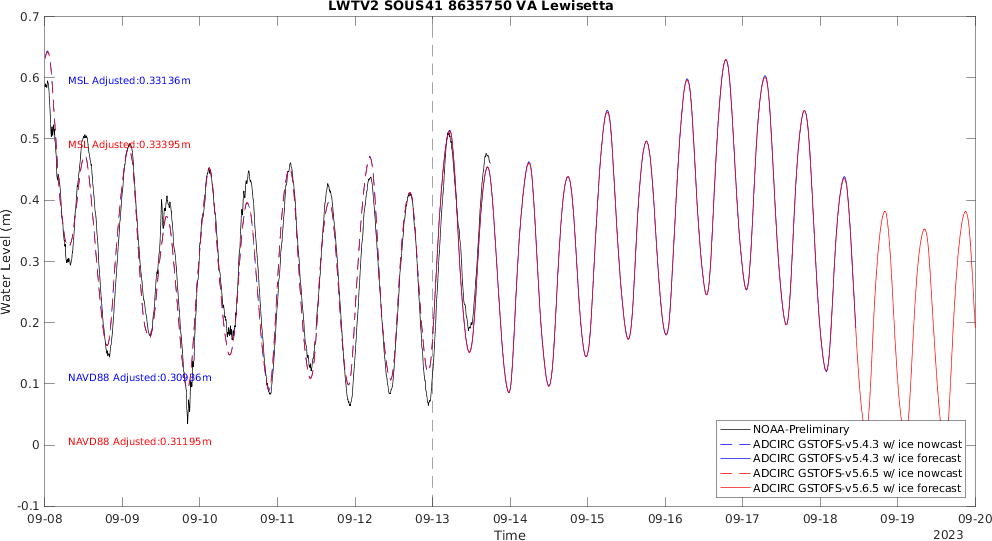 LWTV2 SOUS41 8635750 VA Lewisetta
0.7
0.6
0.5
0.4
0.3
0.2
0.1
0
-0.1
Water Level (m)
MSL Adjusted:0.33136m
MSL Adjusted:0.33395m
NAVD88 Adjusted:0.30936m
NAVD88 Adjusted:0.31195m
NOAA-Preliminary
ADCIRC GSTOFS-v5.4.3 w/ ice nowcast
ADCIRC GSTOFS-v5.4.3 w/ ice forecast
ADCIRC GSTOFS-v5.6.5 w/ ice nowcast
ADCIRC GSTOFS-v5.6.5 w/ ice forecast
09-08 09-09 09-10 09-11 09-12 09-13 09-14 09-15 09-16 09-17 09-18 09-19 09-20
Time
2023